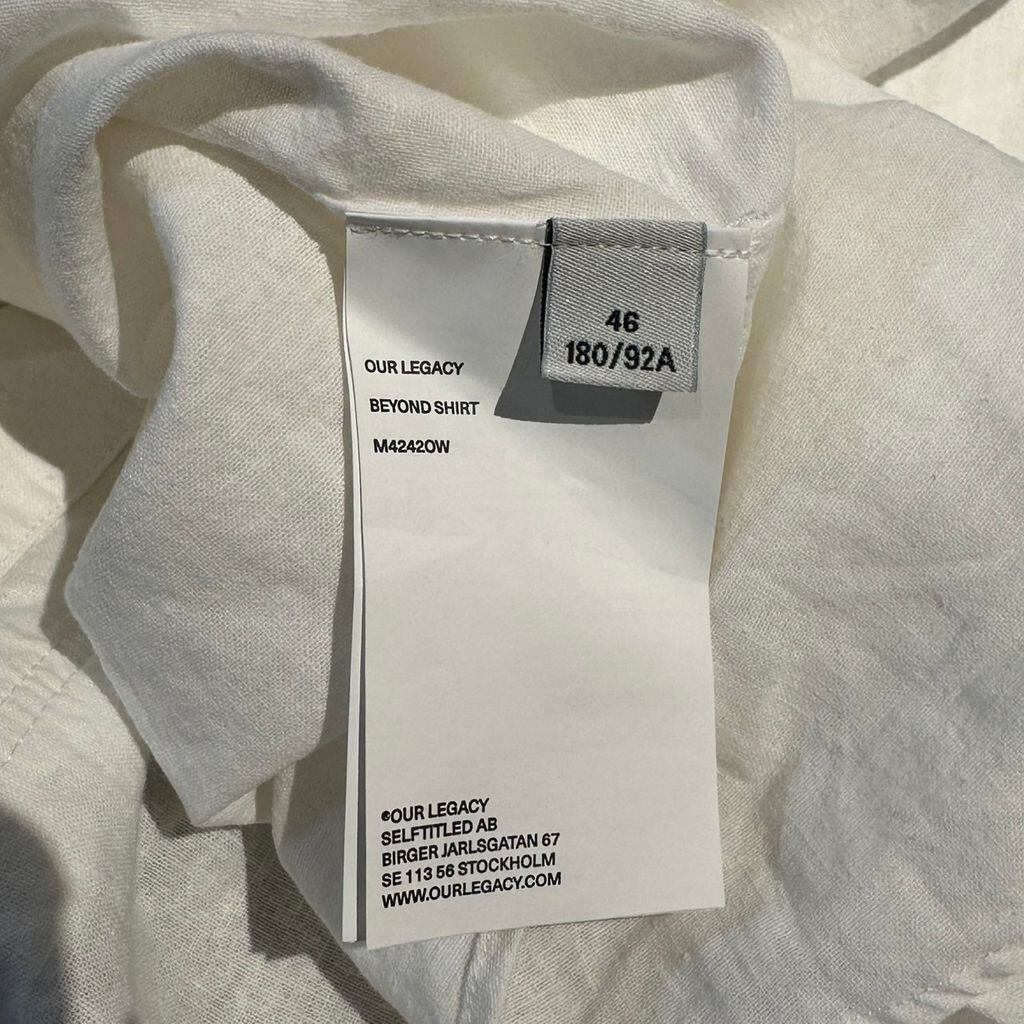 46
180/92A
OUR LEGACY
BEYOND SHIRT
M4242OW
©OUR LEGACY
SELFTITLED AB
BIRGER JARLSGATAN 67
SE 113 56 STOCKHOLM
WWW.OURLEGACY.COM